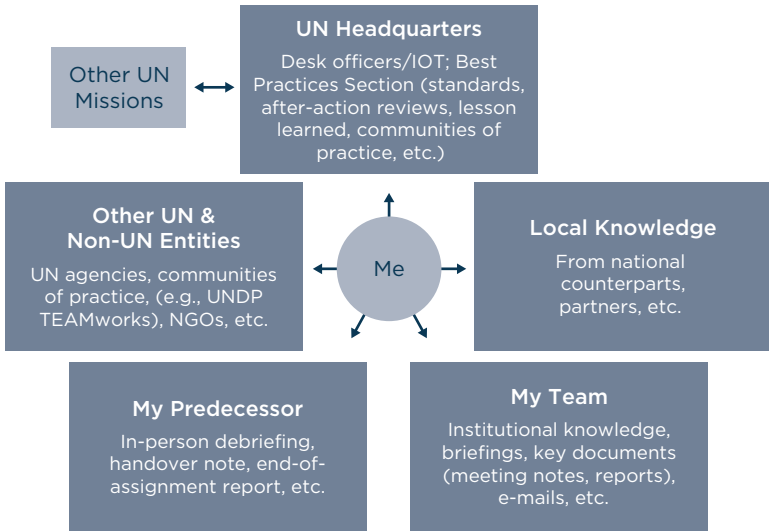 UN Headquarters
Desk officers/IOT; Best
Practices Section (standards,
after-action reviews, lesson
learned, communities of
practice, etc.)
Other UN
Missions
Other UN &
Non-UN Entities
UN agencies, communities
of practice, (e.g., UNDP
TEAMworks), NGOs, etc.
Me
Local Knowledge
From national
counterparts,
partners, etc.
My Predecessor
In-person debriefing,
handover note, end-of-
assignment report, etc.
My Team
Institutional knowledge,
briefings, key documents
(meeting notes, reports),
e-mails, etc.